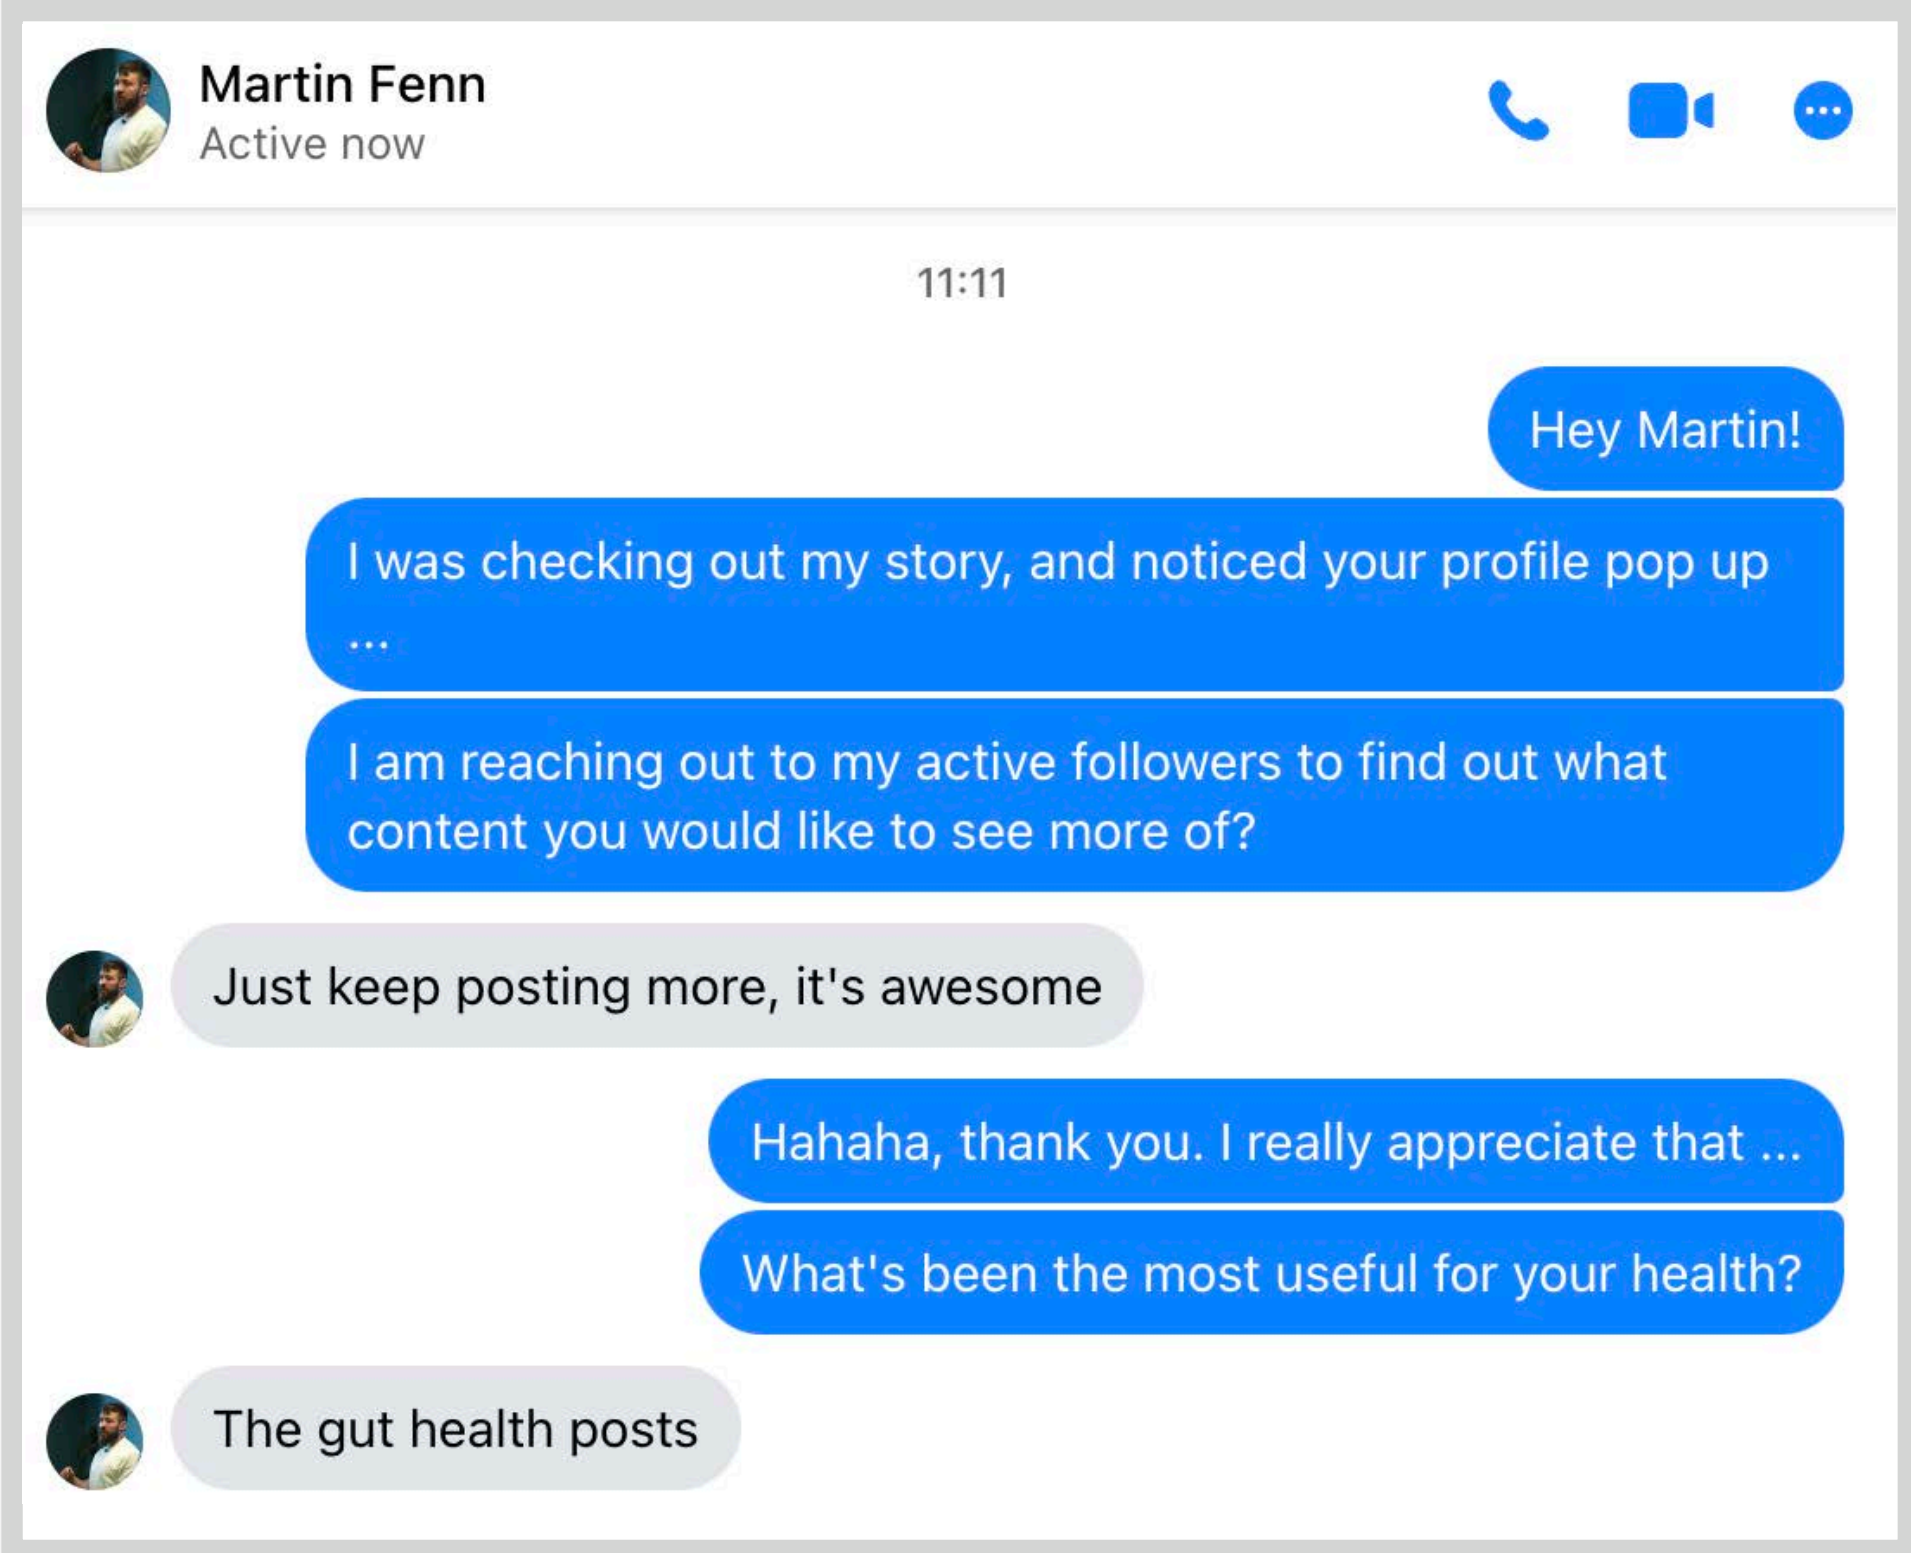 Martin Fenn
Active now
11:11
Hey Martin!
I was checking out my story, and noticed your profile pop up
...
I am reaching out to my active followers to find out what
content you would like to see more of?
Just keep posting more, it's awesome
Hahaha, thank you. I really appreciate that ...
What's been the most useful for your health?
The gut health posts